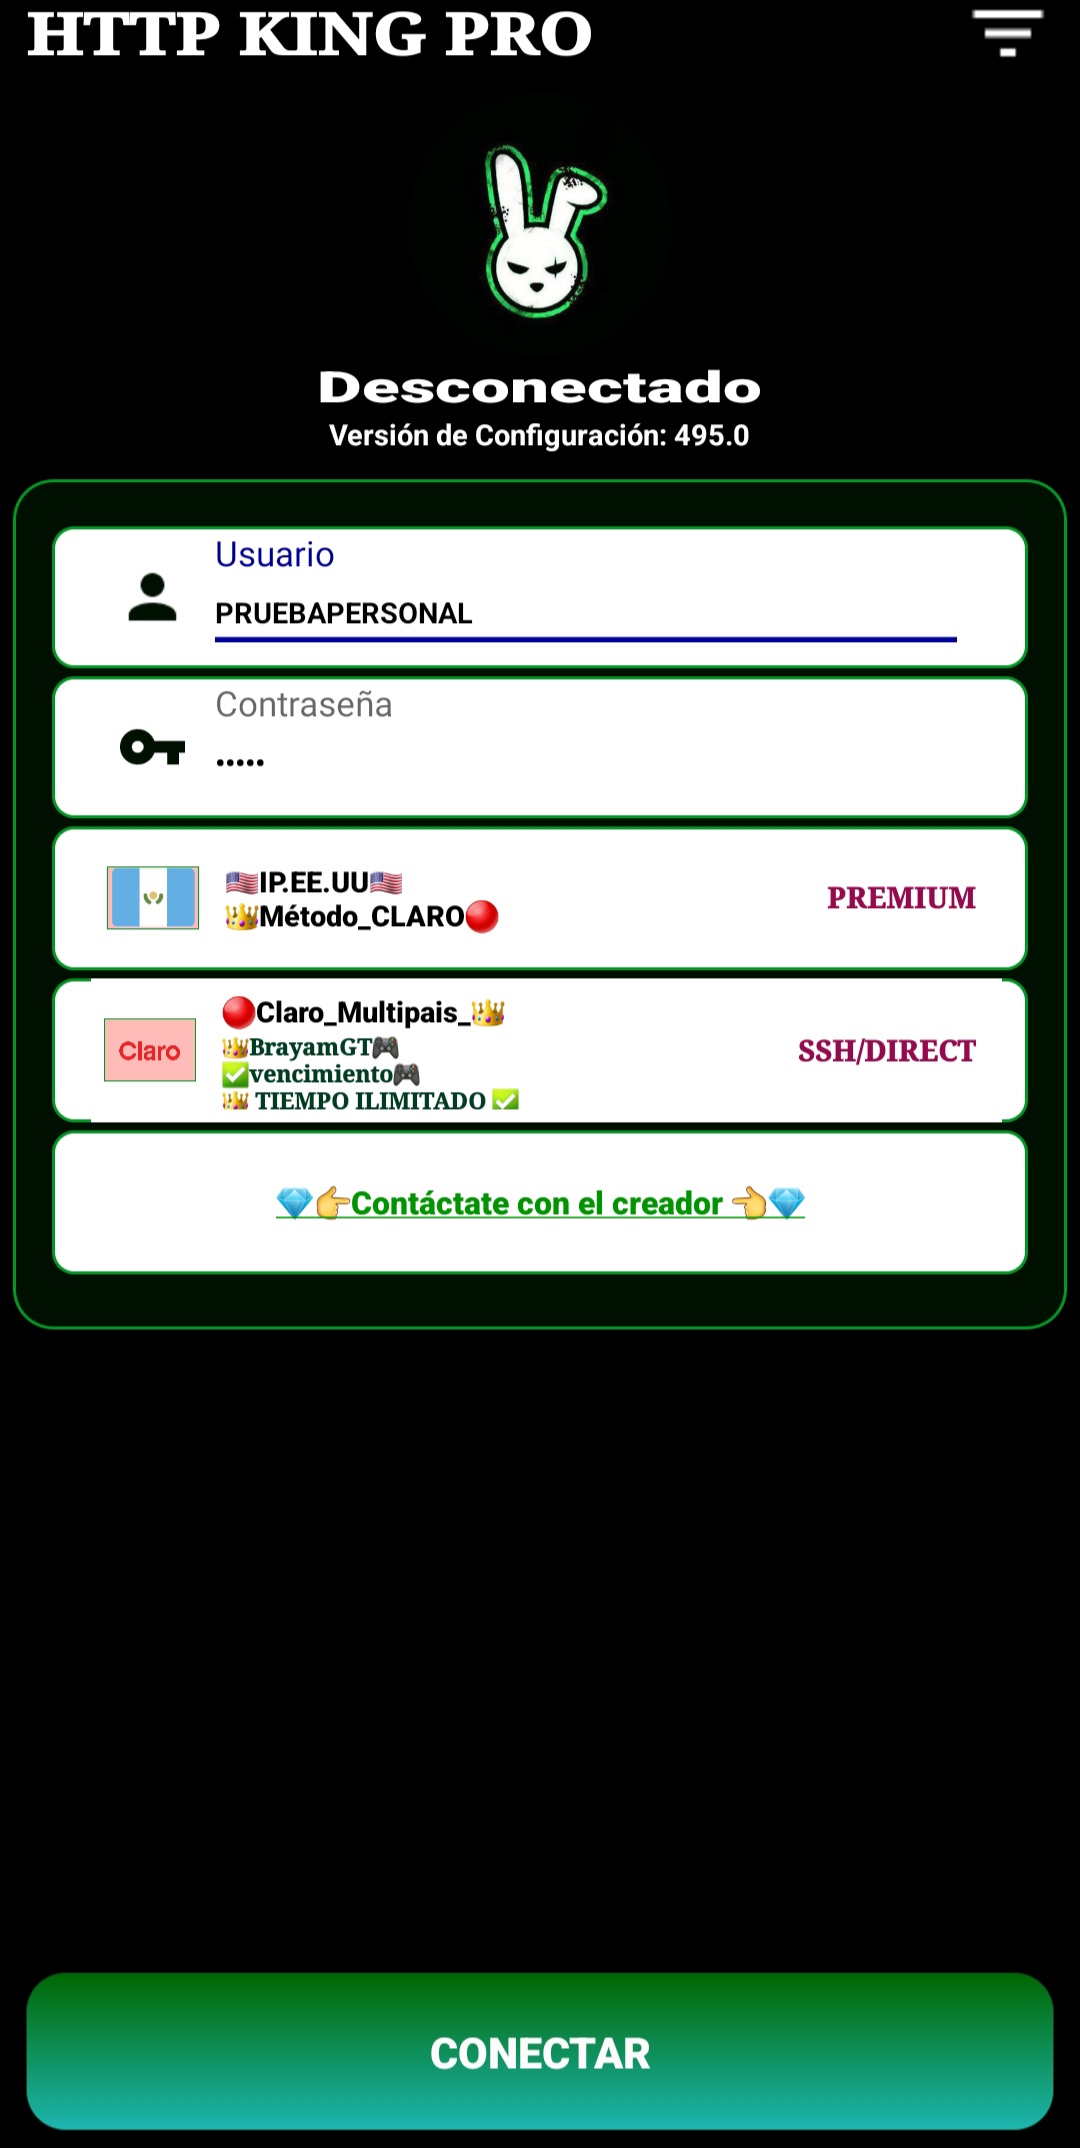 HTTP KING PRO
Desconectado
Versión de Configuración: 495.0
Usuario
PRUEBAPERSONAL
Contraseña
•••••
🇺🇸IP.EE.UU🇺🇸
👑Método_CLARO🔴
PREMIUM
Claro
🔴Claro_Multipais_👑
👑BrayamGT🎮
✅vencimiento🎮
👑 TIEMPO ILIMITADO ✅
SSH/DIRECT
💎👉Contáctate con el creador 👈💎
CONECTAR